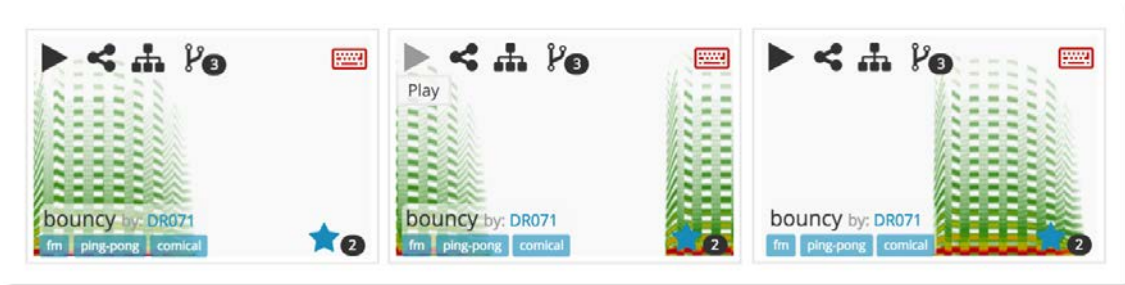 3
3
3
Play
bouncy by: DR071
fm ping-pong comical
2
bouncy by: DR071
fm ping-pong comical
2
bouncy by: DR071
fm ping-pong comical
2